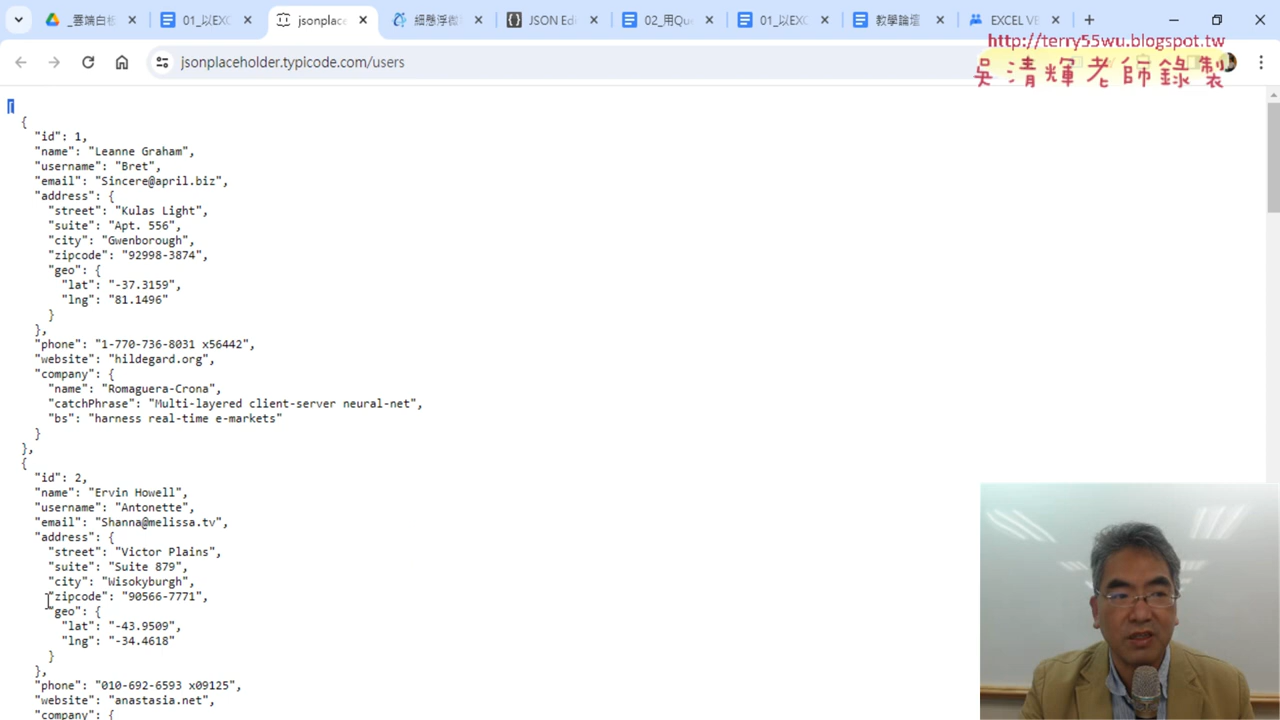 _雲端白板
01_以EXC
jsonplace
細懸浮微
JSON Edi
02_用Que
01_以EXC
教學論壇
EXCEL VB
http://terry55wu.blogspot.tw
吳清輝老師錄製
jsonplaceholder.typicode.com/users
[
{
"id": 1,
"name": "Leanne Graham",
"username": "Bret",
"email": "Sincere@april.biz",
"address": {
"street": "Kulas Light",
"suite": "Apt. 556",
"city": "Gwenborough",
"zipcode": "92998-3874",
"geo": {
"lat": "-37.3159",
"lng": "81.1496"
}
},
"phone": "1-770-736-8031 x56442",
"website": "hildegard.org",
"company": {
"name": "Romaguera-Crona",
"catchPhrase": "Multi-layered client-server neural-net",
"bs": "harness real-time e-markets"
}
},
{
"id": 2,
"name": "Ervin Howell",
"username": "Antonette",
"email": "Shanna@melissa.tv",
"address": {
"street": "Victor Plains",
"suite": "Suite 879",
"city": "Wisokyburgh",
"zipcode": "90566-7771",
"geo": {
"lat": "-43.9509",
"lng": "-34.4618"
}
},
"phone": "010-692-6593 x09125",
"website": "anastasia.net",
"company": {